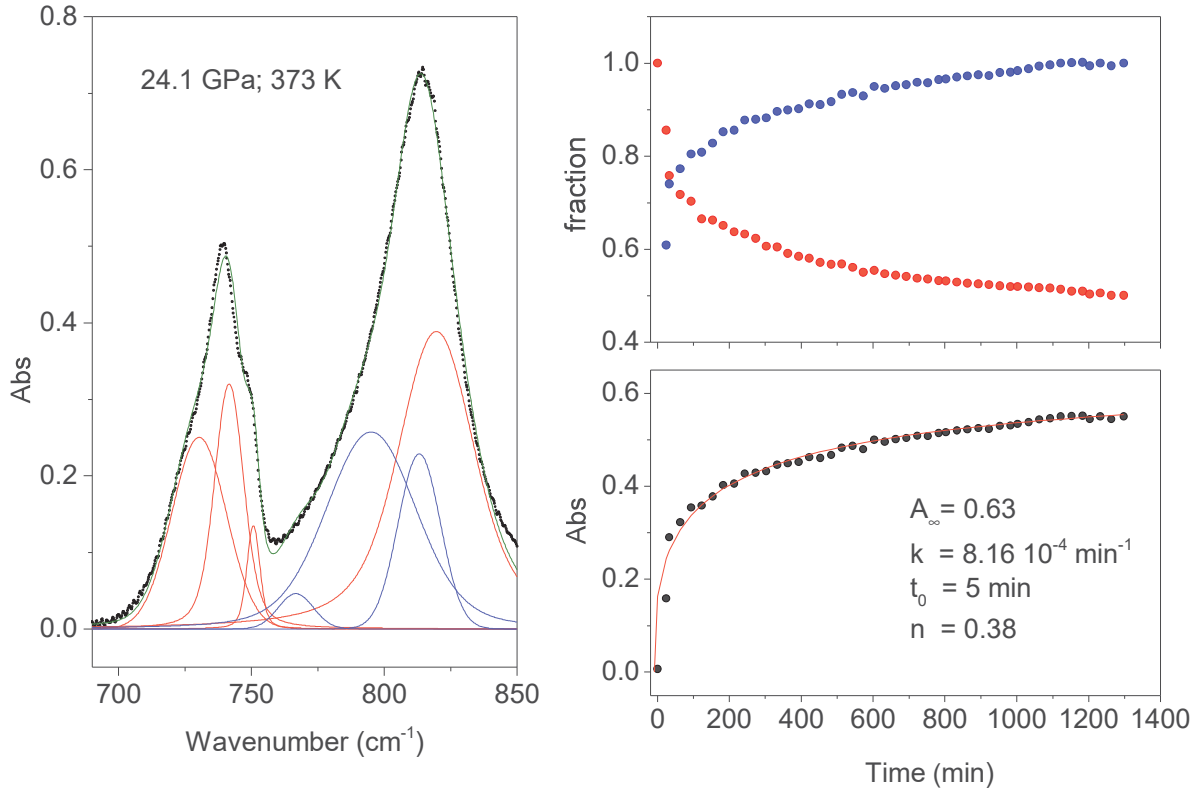 0.8
0.6
0.4
0.2
0.0
Abs
24.1 GPa; 373 K
700
750
800
850
Wavenumber (cm⁻¹)
1.0
0.8
0.6
0.4
fraction
0.6
0.4
0.2
0.0
Abs
A∞= 0.63
k = 8.16 10⁻⁴ min⁻¹
t₀ = 5 min
n = 0.38
0
200
400
600
800
1000
1200
1400
Time (min)